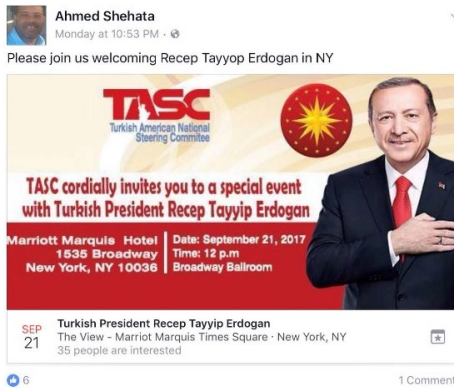 Ahmed Shehata
Monday at 10:53 PM ·
Please join us welcoming Recep Tayyop Erdogan in NY
TASC
Turkish American National
Steering Commitee
TASC cordially invites you to a special event
with Turkish President Recep Tayyip Erdogan
Marriott Marquis Hotel
1535 Broadway
New York, NY 10036
Date: September 21, 2017
Time: 12 p.m
Broadway Ballroom
SEP
21
Turkish President Recep Tayyip Erdogan
The View - Marriot Marquis Times Square · New York, NY
35 people are interested
6
1 Comment